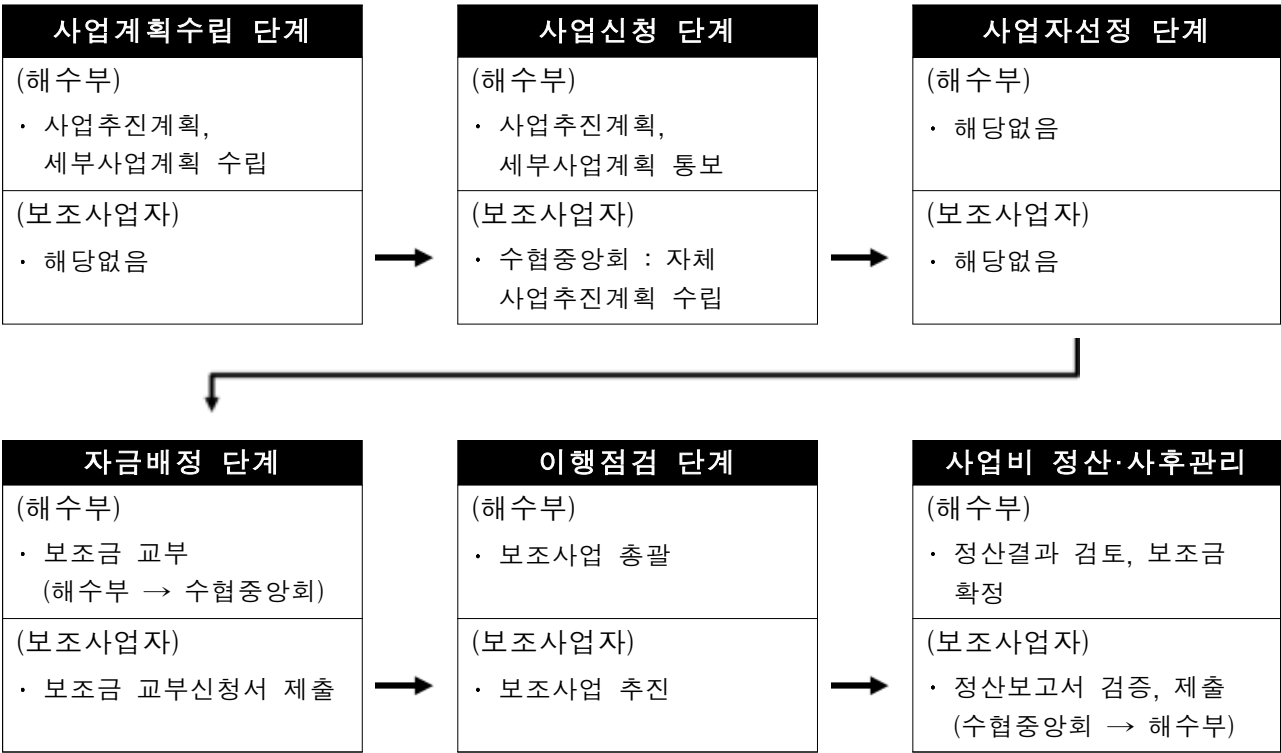 사업계획수립 단계
(해수부)
· 사업추진계획,
세부사업계획 수립
(보조사업자)
· 해당없음
사업신청 단계
(해수부)
· 사업추진계획,
세부사업계획 통보
(보조사업자)
· 수협중앙회 : 자체
사업추진계획 수립
사업자선정 단계
(해수부)
· 해당없음
(보조사업자)
· 해당없음
자금배정 단계
(해수부)
· 보조금 교부
(해수부 → 수협중앙회)
(보조사업자)
· 보조금 교부신청서 제출
이행점검 단계
(해수부)
· 보조사업 총괄
(보조사업자)
· 보조사업 추진
사업비 정산·사후관리
(해수부)
· 정산결과 검토, 보조금
확정
(보조사업자)
· 정산보고서 검증, 제출
(수협중앙회 → 해수부)